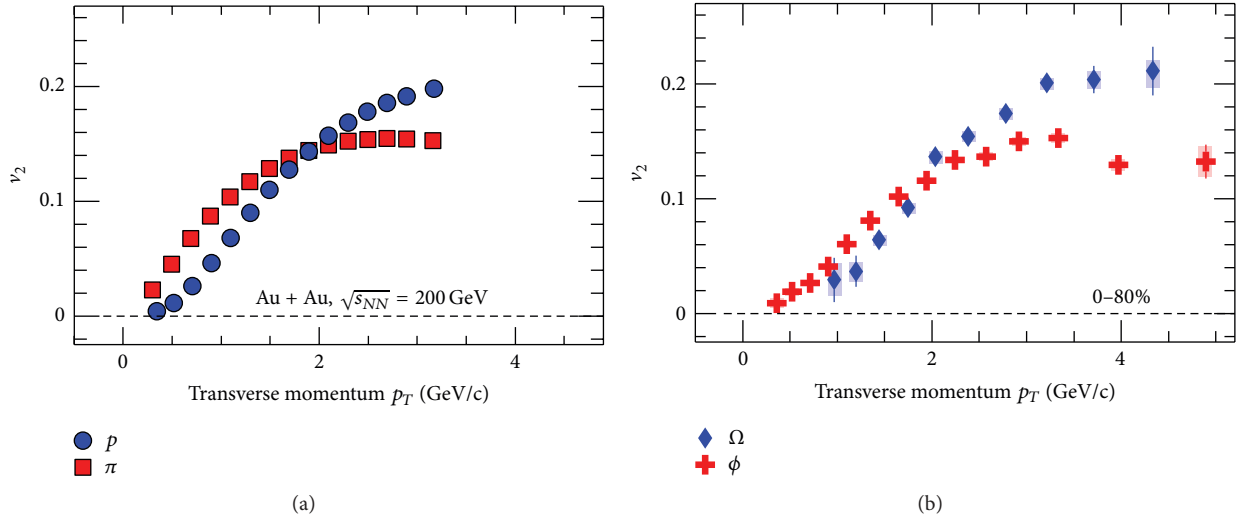 0.2
0.1
0
v₂
Au + Au, √sNN = 200 GeV
0 2 4
Transverse momentum pT (GeV/c)
p
π
(a)
0.2
0.1
0
v₂
0–80%
0 2 4
Transverse momentum pT (GeV/c)
Ω
ϕ
(b)